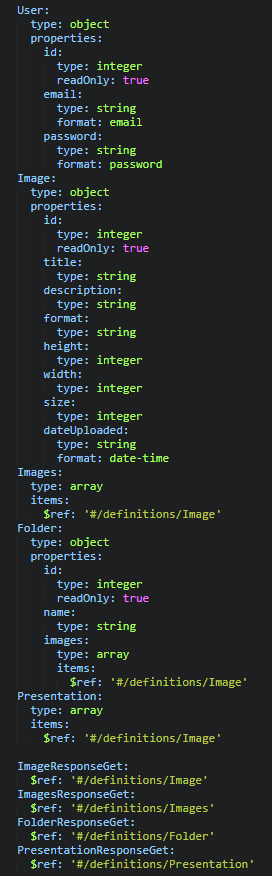 User:
  type: object
  properties:
    id:
      type: integer
      readOnly: true
    email:
      type: string
      format: email
    password:
      type: string
      format: password
Image:
  type: object
  properties:
    id:
      type: integer
      readOnly: true
    title:
      type: string
    description:
      type: string
    format:
      type: string
    height:
      type: integer
    width:
      type: integer
    size:
      type: integer
    dateUploaded:
      type: string
      format: date-time
Images:
  type: array
  items:
    $ref: '#/definitions/Image'
Folder:
  type: object
  properties:
    id:
      type: integer
      readOnly: true
    name:
      type: string
    images:
      type: array
      items:
        $ref: '#/definitions/Image'
Presentation:
  type: array
  items:
    $ref: '#/definitions/Image'

ImageResponseGet:
  $ref: '#/definitions/Image'
ImagesResponseGet:
  $ref: '#/definitions/Images'
FolderResponseGet:
  $ref: '#/definitions/Folder'
PresentationResponseGet:
  $ref: '#/definitions/Presentation'